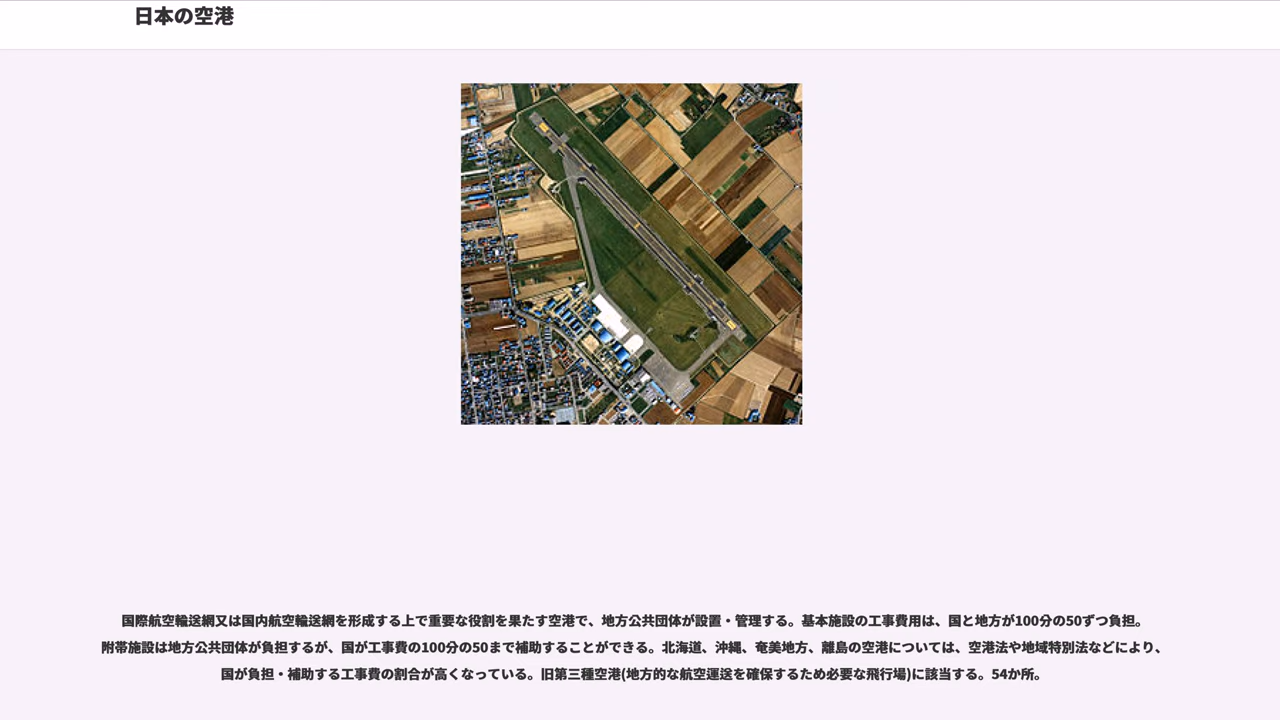 日本の空港
国際航空輸送網又は国内航空輸送網を形成する上で重要な役割を果たす空港で、地方公共団体が設置・管理する。基本施設の工事費用は、国と地方が100分の50ずつ負担。
附帯施設は地方公共団体が負担するが、国が工事費の100分の50まで補助することができる。北海道、沖縄、奄美地方、離島の空港については、空港法や地域特別法などにより、
国が負担・補助する工事費の割合が高くなっている。旧第三種空港(地方的な航空運送を確保するため必要な飛行場)に該当する。54か所。